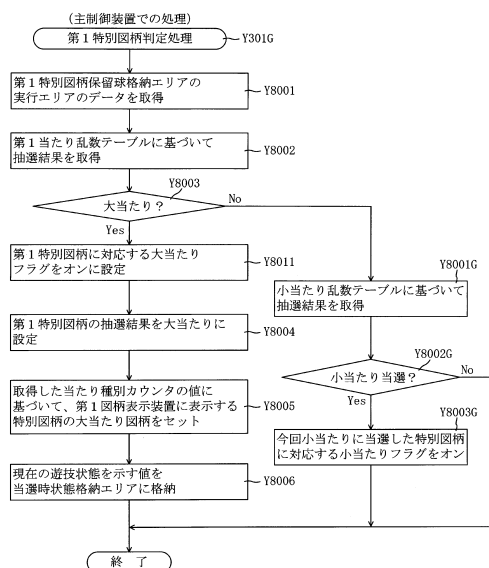 (主制御装置での処理)
第1特別図柄判定処理
Y301G
第1特別図柄保留球格納エリアの
実行エリアのデータを取得
Y8001
第1当たり乱数テーブルに基づいて
抽選結果を取得
Y8002
Y8003
大当たり?
No
Yes
第1特別図柄に対応する大当たり
フラグをオンに設定
Y8011
第1特別図柄の抽選結果を大当たりに
設定
Y8004
取得した当たり種別カウンタの値に
基づいて、第1図柄表示装置に表示する
特別図柄の大当たり図柄をセット
Y8005
現在の遊技状態を示す値を
当選時状態格納エリアに格納
Y8006
Y8001G
小当たり乱数テーブルに基づいて
抽選結果を取得
Y8002G
小当たり当選?
No
Yes
Y8003G
今回小当たりに当選した特別図柄
に対応する小当たりフラグをオン
終 了